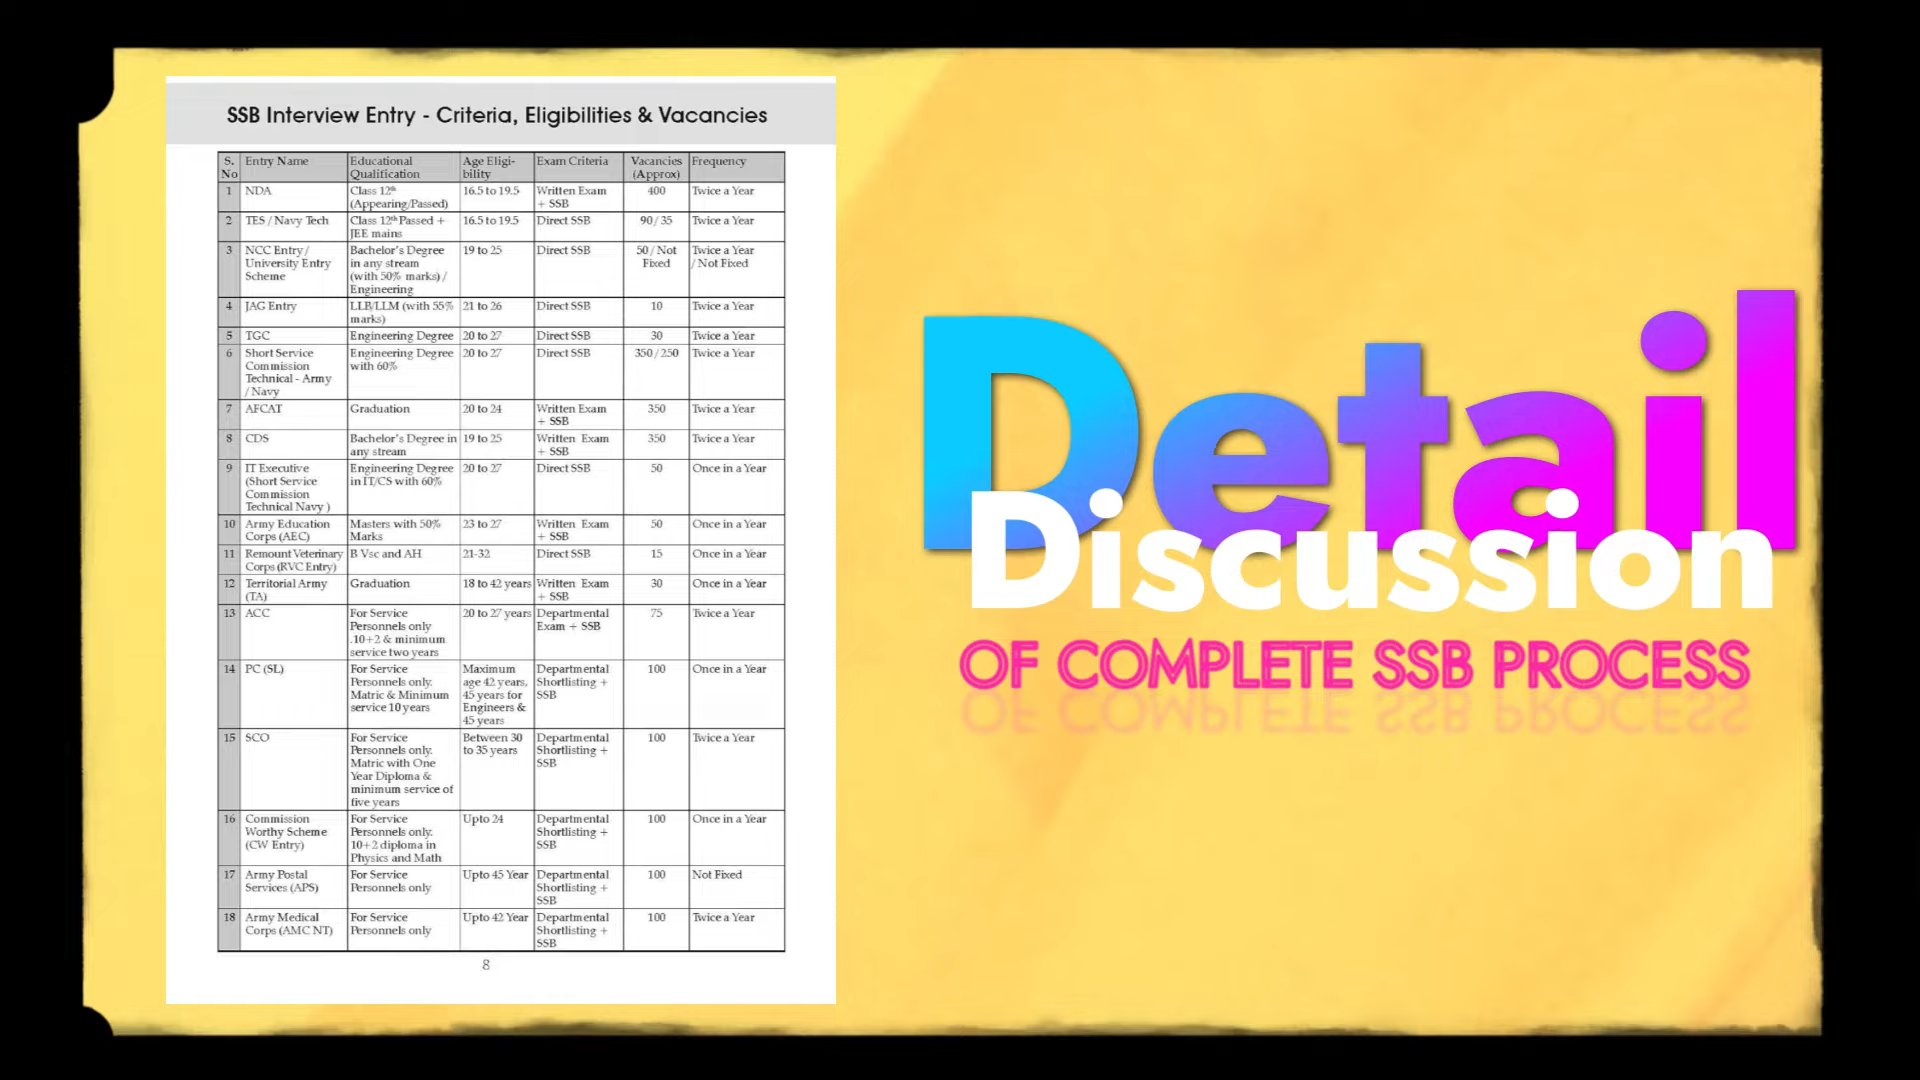 SSB Interview Entry - Criteria, Eligibilities & Vacancies
S. No | Entry Name | Educational Qualification | Age Eligi-bility | Exam Criteria | Vacancies (Approx) | Frequency
1 | NDA | Class 12th (Appearing/Passed) | 16.5 to 19.5 | Written Exam + SSB | 400 | Twice a Year
2 | TES / Navy Tech | Class 12th Passed + JEE mains | 16.5 to 19.5 | Direct SSB | 90/35 | Twice a Year
3 | NCC Entry / University Entry Scheme | Bachelor's Degree in any stream (with 50% marks) / Engineering | 19 to 25 | Direct SSB | 50/Not Fixed | Twice a Year / Not Fixed
4 | JAG Entry | LLB/LLM (with 55% marks) | 21 to 26 | Direct SSB | 10 | Twice a Year
5 | TGC | Engineering Degree | 20 to 27 | Direct SSB | 30 | Twice a Year
6 | Short Service Commission Technical - Army / Navy | Engineering Degree with 60% | 20 to 27 | Direct SSB | 350/250 | Twice a Year
7 | AFCAT | Graduation | 20 to 24 | Written Exam + SSB | 350 | Twice a Year
8 | CDS | Bachelor's Degree in any stream | 19 to 25 | Written Exam + SSB | 350 | Twice a Year
9 | IT Executive (Short Service Commission Technical Navy ) | Engineering Degree in IT/CS with 60% | 20 to 27 | Direct SSB | 50 | Once in a Year
10 | Army Education Corps (AEC) | Masters with 50% Marks | 23 to 27 | Written Exam + SSB | 50 | Once in a Year
11 | Remount Veterinary Corps (RVC Entry) | B Vsc and AH | 21-32 | Direct SSB | 15 | Once in a Year
12 | Territorial Army (TA) | Graduation | 18 to 42 years | Written Exam + SSB | 30 | Once in a Year
13 | ACC | For Service Personnels only .10+2 & minimum service two years | 20 to 27 years | Departmental Exam + SSB | 75 | Twice a Year
14 | PC (SL) | For Service Personnels only. Matric & Minimum service 10 years | Maximum age 42 years, 45 years for Engineers & 45 years | Departmental Shortlisting + SSB | 100 | Once in a Year
15 | SCO | For Service Personnels only. Matric with One Year Diploma & minimum service of five years | Between 30 to 35 years | Departmental Shortlisting + SSB | 100 | Twice a Year
16 | Commission Worthy Scheme (CW Entry) | For Service Personnels only. 10+2 diploma in Physics and Math | Upto 24 | Departmental Shortlisting + SSB | 100 | Once in a Year
17 | Army Postal Services (APS) | For Service Personnels only | Upto 45 Year | Departmental Shortlisting + SSB | 100 | Not Fixed
18 | Army Medical Corps (AMC NT) | For Service Personnels only | Upto 42 Year | Departmental Shortlisting + SSB | 100 | Twice a Year
8
Detail
Discussion
OF COMPLETE SSB PROCESS